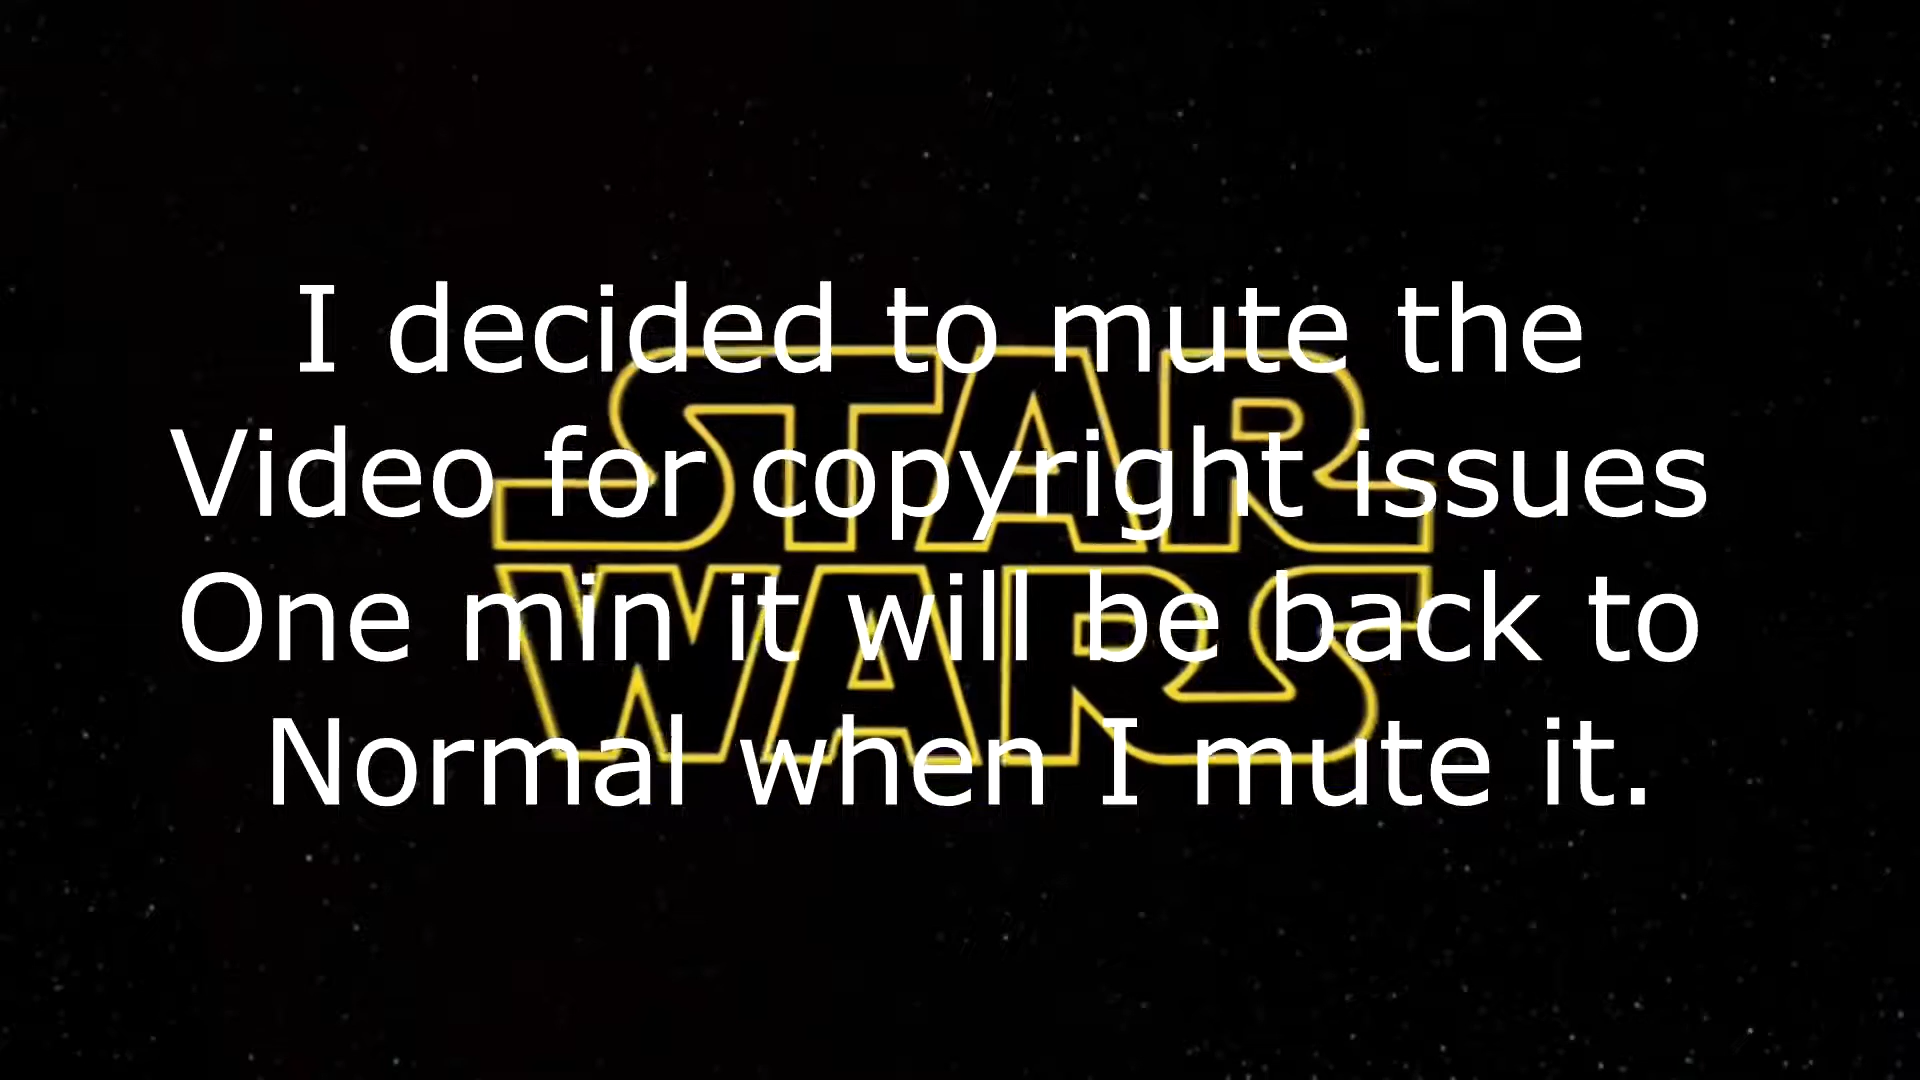 I decided to mute the
Video for copyright issues
One min it will be back to
Normal when I mute it.
STAR
WARS